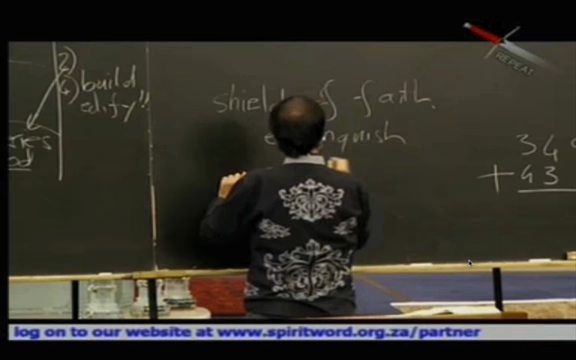 2)
build
edify"
shield of faith.
34
+ 43
REPEAT
log on to our website at www.spiritword.org.za/partner